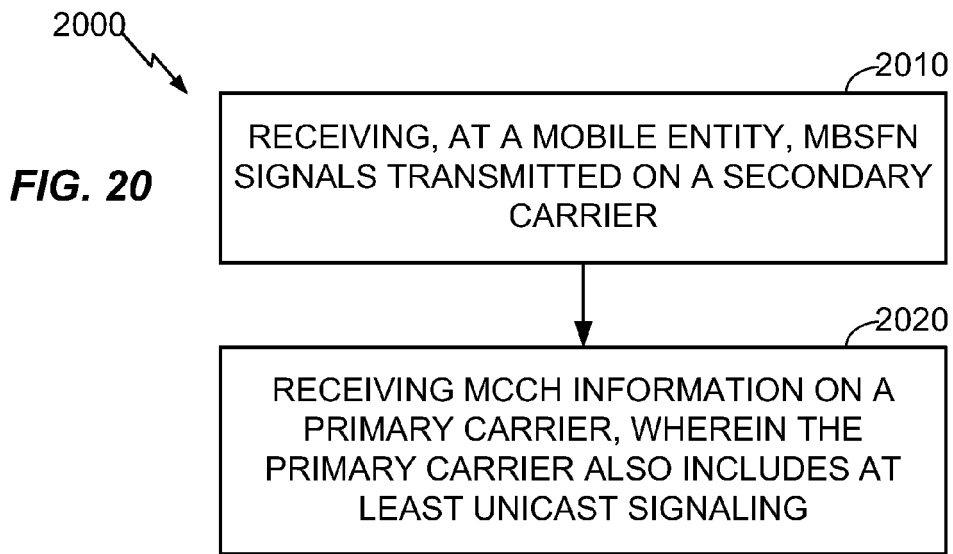 2000
FIG. 20
2010
RECEIVING, AT A MOBILE ENTITY, MBSFN
SIGNALS TRANSMITTED ON A SECONDARY
CARRIER
2020
RECEIVING MCCH INFORMATION ON A
PRIMARY CARRIER, WHEREIN THE
PRIMARY CARRIER ALSO INCLUDES AT
LEAST UNICAST SIGNALING